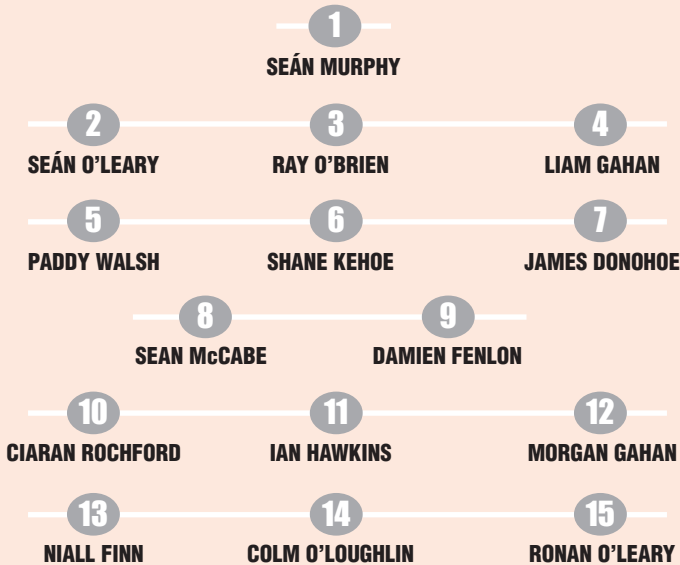 1
SEÁN MURPHY
2 3 4
SEÁN O'LEARY RAY O'BRIEN LIAM GAHAN
5 6 7
PADDY WALSH SHANE KEHOE JAMES DONOHOE
8 9
SEAN McCABE DAMIEN FENLON
10 11 12
CIARAN ROCHFORD IAN HAWKINS MORGAN GAHAN
13 14 15
NIALL FINN COLM O'LOUGHLIN RONAN O'LEARY